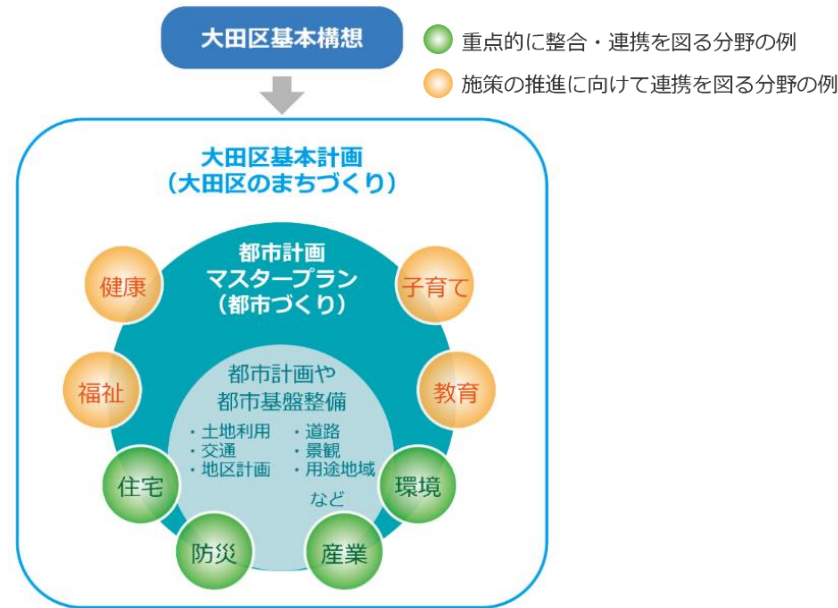 大田区基本構想
重点的に整合・連携を図る分野の例
施策の推進に向けて連携を図る分野の例
大田区基本計画
（大田区のまちづくり）
都市計画
マスタープラン
（都市づくり）
健康
子育て
福祉
教育
都市計画や
都市基盤整備
・土地利用 ・道路
・交通 ・景観
・地区計画 ・用途地域
など
住宅
環境
防災
産業